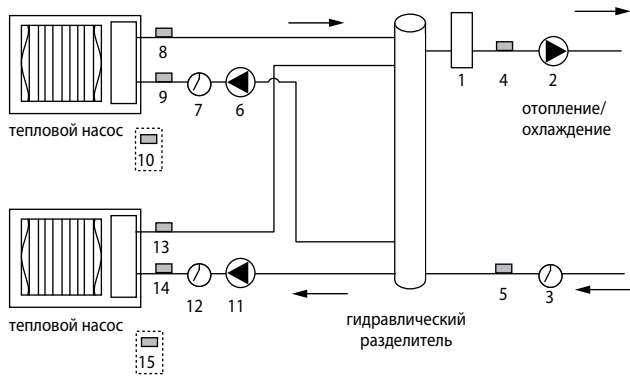 8
1
4
2
9
7
6
отопление/
охлаждение
тепловой насос
10
13
14
12
11
5
3
гидравлический
разделитель
тепловой насос
15